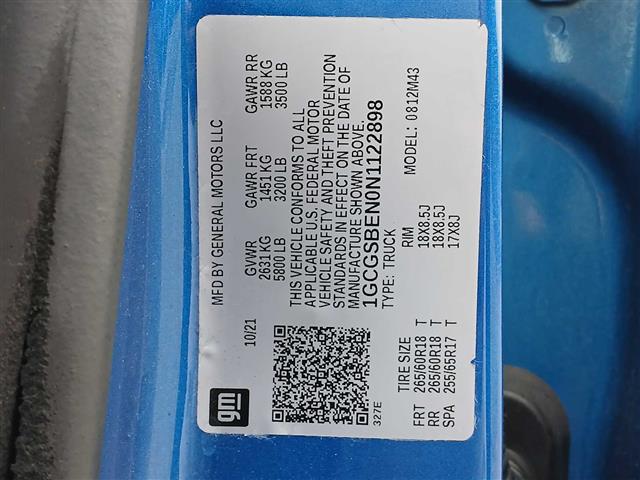 gm
MFD BY GENERAL MOTORS LLC
10/21
GVWR GAWR FRT GAWR RR
2631 KG 1451 KG 1588 KG
5800 LB 3200 LB 3500 LB
THIS VEHICLE CONFORMS TO ALL
APPLICABLE U.S. FEDERAL MOTOR
VEHICLE SAFETY AND THEFT PREVENTION
STANDARDS IN EFFECT ON THE DATE OF
MANUFACTURE SHOWN ABOVE.
1GCGSBEN0N1122898
TYPE: TRUCK MODEL: 0812M43
327E
TIRE SIZE RIM
FRT 265/60R18 T 18X8.5J
RR 265/60R18 T 18X8.5J
SPA 255/65R17 T 17X8J